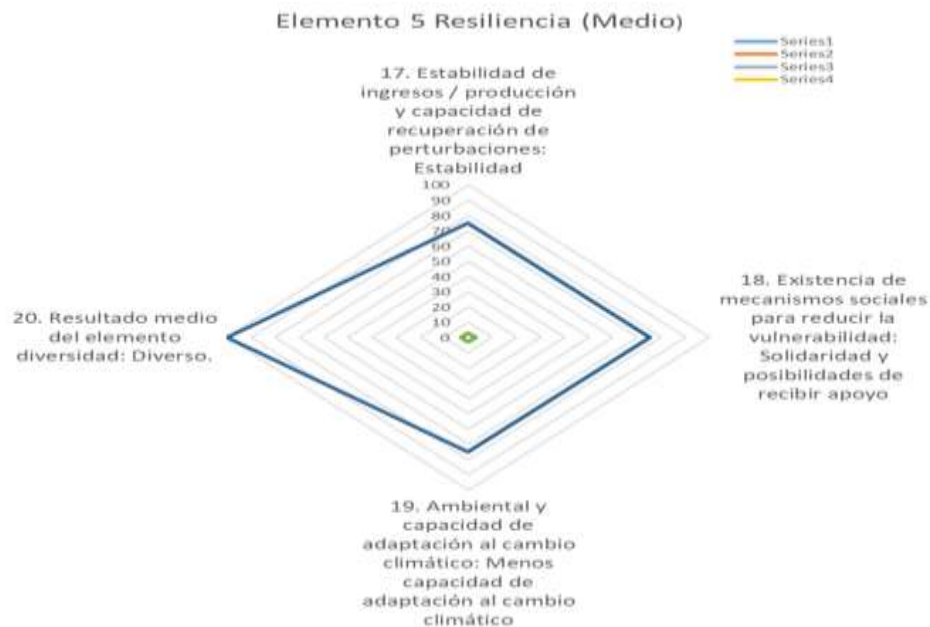 Elemento 5 Resiliencia (Medio)
Series1
Series2
Series3
Series4
17. Estabilidad de
ingresos / producción
y capacidad de
recuperación de
perturbaciones:
Estabilidad
100
90
80
70
60
50
40
30
20
10
0
18. Existencia de
mecanismos sociales
para reducir la
vulnerabilidad:
Solidaridad y
posibilidades de
recibir apoyo
19. Ambiental y
capacidad de
adaptación al cambio
climático: Menos
capacidad de
adaptación al cambio
climático
20. Resultado medio
del elemento
diversidad: Diverso.